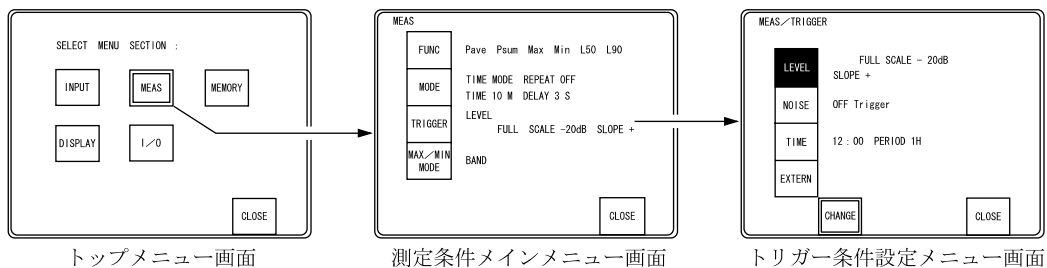 SELECT MENU SECTION :
INPUT
MEAS
MEMORY
DISPLAY
I/O
CLOSE
トップメニュー画面
MEAS
FUNC
Pave Psum Max Min L50 L90
MODE
TIME MODE REPEAT OFF
TIME 10 M DELAY 3 S
TRIGGER
LEVEL
FULL SCALE -20dB SLOPE +
MAX/MIN
MODE
BAND
CLOSE
測定条件メインメニュー画面
MEAS/TRIGGER
LEVEL
FULL SCALE - 20dB
SLOPE +
NOISE
OFF Trigger
TIME
12 : 00 PERIOD 1H
EXTERN
CHANGE
CLOSE
トリガー条件設定メニュー画面